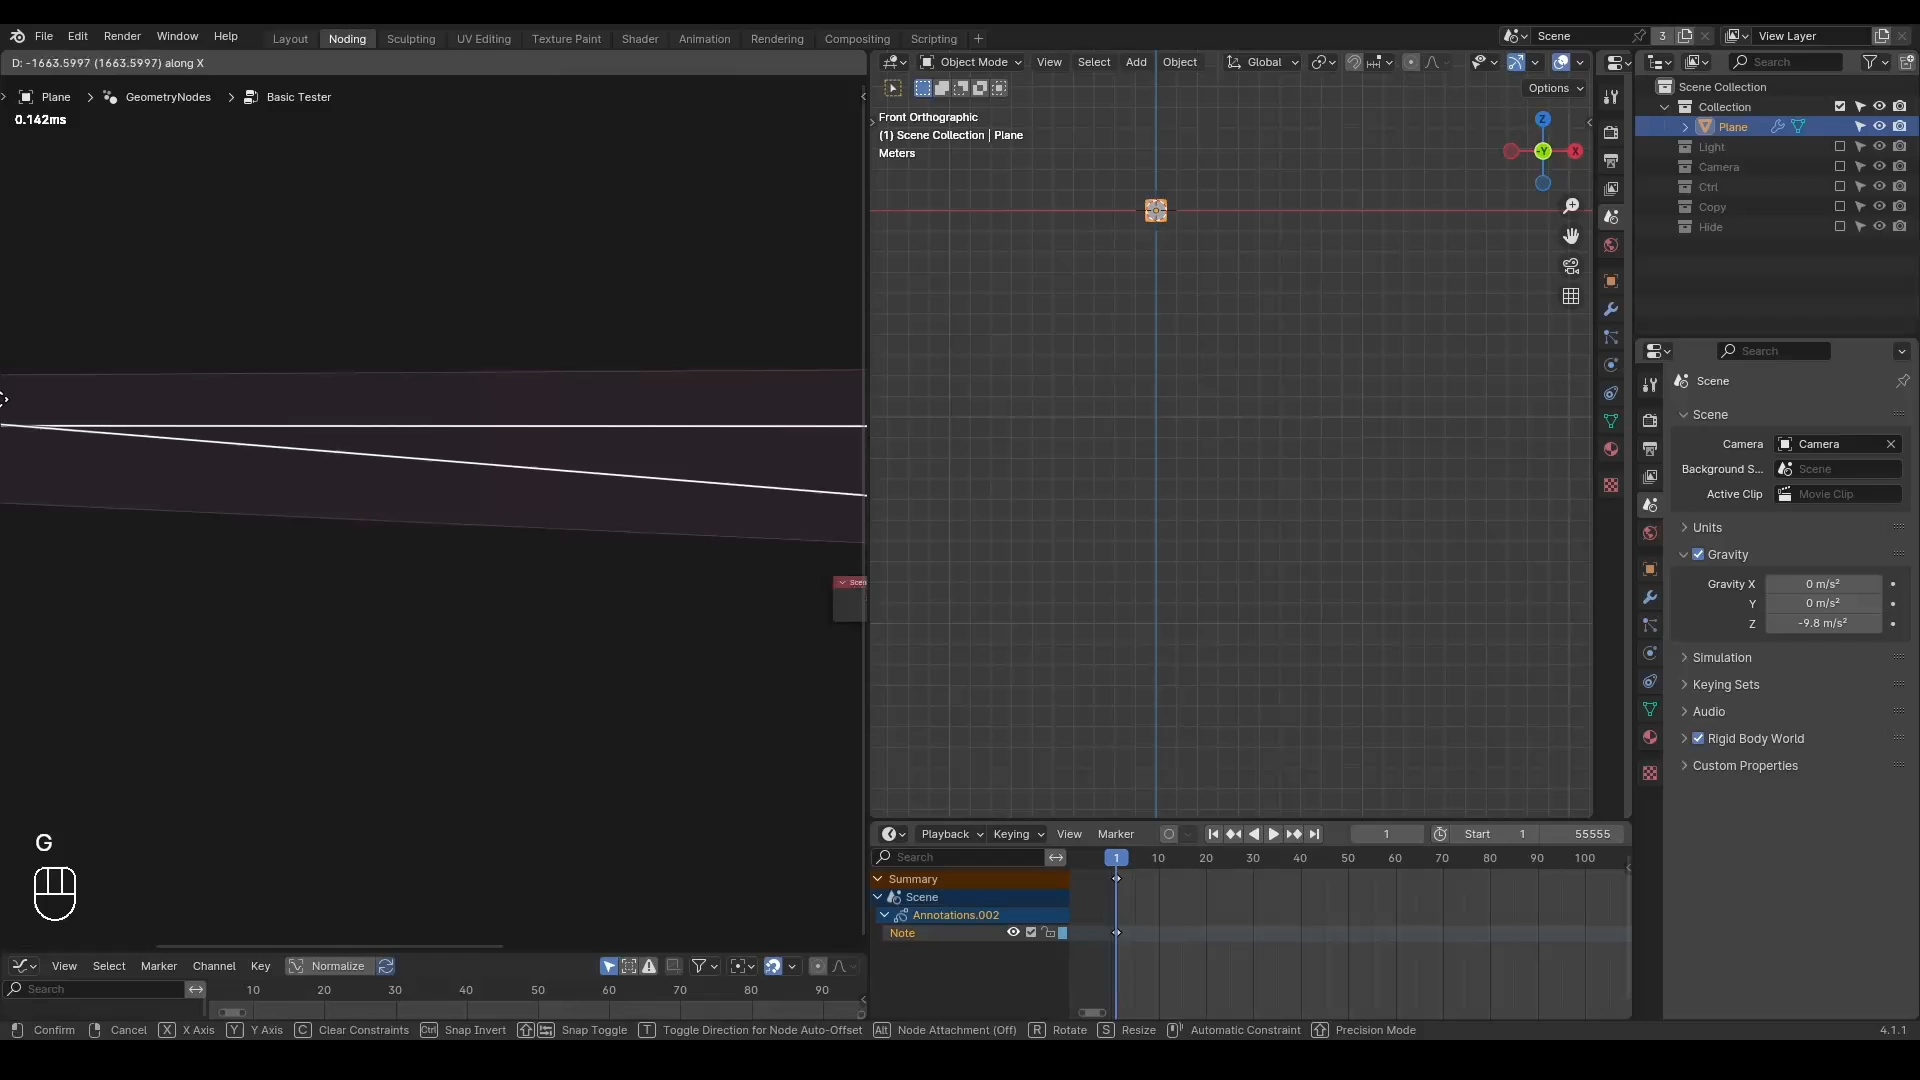 File Edit Render Window Help Layout Noding Sculpting UV Editing Texture Paint Shader Animation Rendering Compositing Scripting + Scene 3 View Layer
D: -1663.5997 (1663.5997) along X
Object Mode View Select Add Object Global Search
Options
Plane GeometryNodes Basic Tester
0.142ms
Front Orthographic
(1) Scene Collection | Plane
Meters
Z
-Y
X
Scene Collection
Collection
Plane
Light
Camera
Ctrl
Copy
Hide
Search
Scene
Scene
Camera Camera
Background S... Scene
Active Clip Movie Clip
Units
Gravity
Gravity X 0 m/s²
Y 0 m/s²
Z -9.8 m/s²
Simulation
Keying Sets
Audio
Rigid Body World
Custom Properties
G
Playback Keying View Marker 1 Start 1 55555
Search 1 10 20 30 40 50 60 70 80 90 100
Summary
Scene
Annotations.002
Note
View Select Marker Channel Key Normalize
Search 10 20 30 40 50 60 70 80 90
Confirm Cancel X X Axis Y Y Axis C Clear Constraints Ctrl Snap Invert Snap Toggle T Toggle Direction for Node Auto-Offset Alt Node Attachment (Off) R Rotate S Resize Automatic Constraint Precision Mode 4.1.1